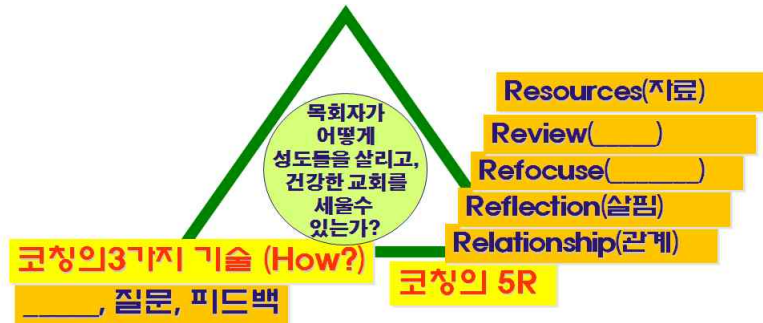 목회자가
어떻게
성도들을 살리고,
건강한 교회를
세울수
있는가?
Resources(자료)
Review(_____)
Refocuse(_______)
Reflection(살핌)
Relationship(관계)
코칭의 5R
코칭의3가지 기술 (How?)
_____, 질문, 피드백